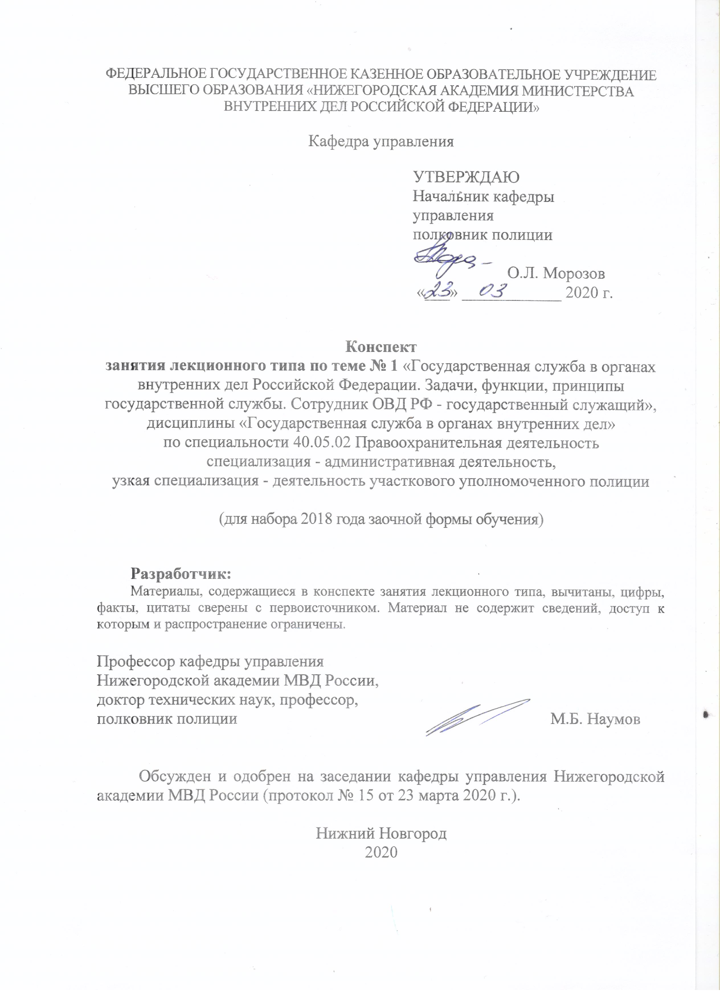 ФЕДЕРАЛЬНОЕ ГОСУДАРСТВЕННОЕ КАЗЕННОЕ ОБРАЗОВАТЕЛЬНОЕ УЧРЕЖДЕНИЕ
ВЫСШЕГО ОБРАЗОВАНИЯ «НИЖЕГОРОДСКАЯ АКАДЕМИЯ МИНИСТЕРСТВА
ВНУТРЕННИХ ДЕЛ РОССИЙСКОЙ ФЕДЕРАЦИИ»
Кафедра управления
УТВЕРЖДАЮ
Начальник кафедры
управления
полковник полиции
О.Л. Морозов
«23» 03 2020 г.
Конспект
занятия лекционного типа по теме № 1 «Государственная служба в органах
внутренних дел Российской Федерации. Задачи, функции, принципы
государственной службы. Сотрудник ОВД РФ - государственный служащий»,
дисциплины «Государственная служба в органах внутренних дел»
по специальности 40.05.02 Правоохранительная деятельность
специализация - административная деятельность,
узкая специализация - деятельность участкового уполномоченного полиции
(для набора 2018 года заочной формы обучения)
Разработчик:
Материалы, содержащиеся в конспекте занятия лекционного типа, вычитаны, цифры,
факты, цитаты сверены с первоисточником. Материал не содержит сведений, доступ к
которым и распространение ограничены.
Профессор кафедры управления
Нижегородской академии МВД России,
доктор технических наук, профессор,
полковник полиции М.Б. Наумов
Обсужден и одобрен на заседании кафедры управления Нижегородской
академии МВД России (протокол № 15 от 23 марта 2020 г.).
Нижний Новгород
2020